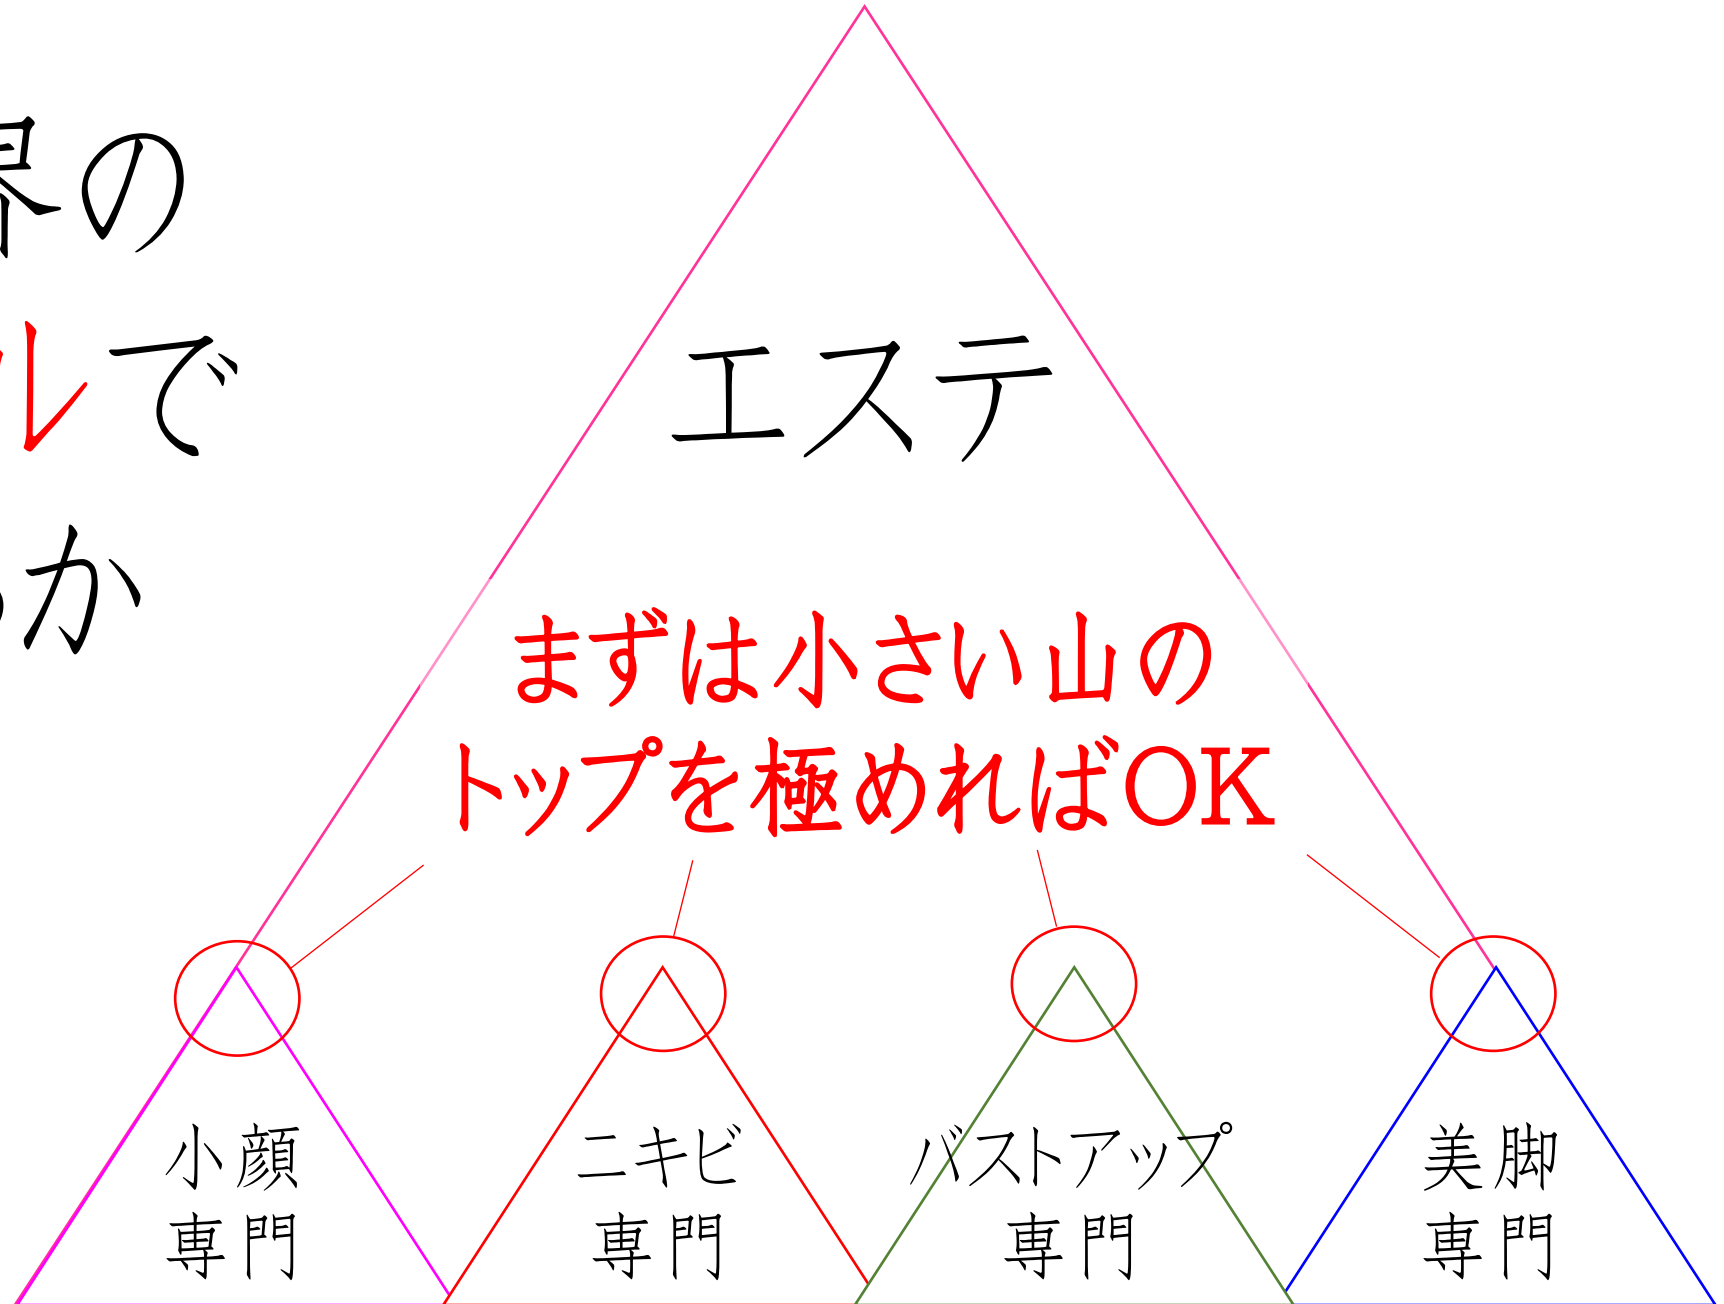 界の
ルで
か
エステ
まずは小さい山の
トップを極めればOK
小顔
専門
ニキビ
専門
バストアップ
専門
美脚
専門